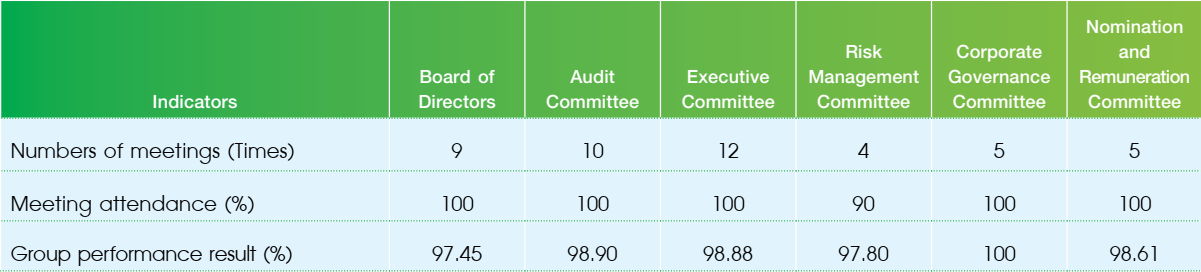 Indicators
Board of
Directors
Audit
Committee
Executive
Committee
Risk
Management
Committee
Corporate
Governance
Committee
Nomination
and
Remuneration
Committee
Numbers of meetings (Times) 9 10 12 4 5 5
Meeting attendance (%) 100 100 100 90 100 100
Group performance result (%) 97.45 98.90 98.88 97.80 100 98.61